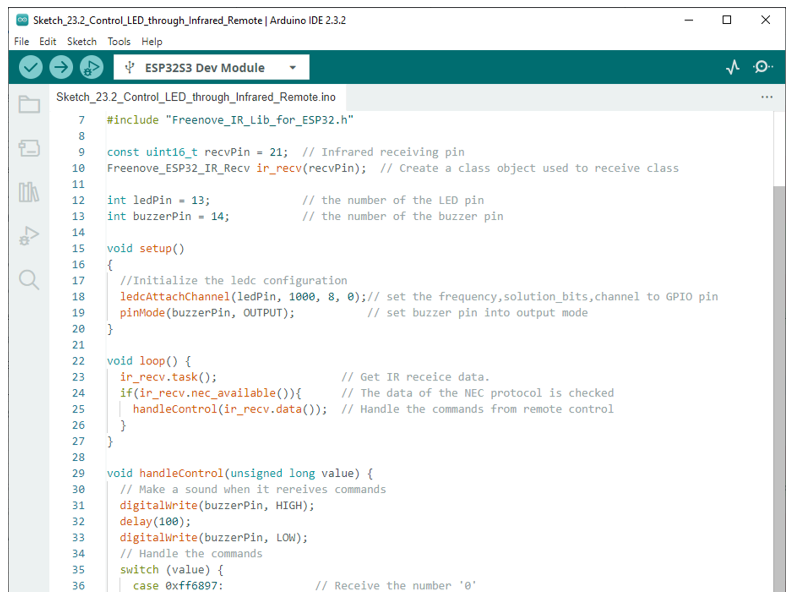 Sketch_23.2_Control_LED_through_Infrared_Remote | Arduino IDE 2.3.2
File Edit Sketch Tools Help
ESP32S3 Dev Module
Sketch_23.2_Control_LED_through_Infrared_Remote.ino
7 #include "Freenove_IR_Lib_for_ESP32.h"
8
9 const uint16_t recvPin = 21; // Infrared receiving pin
10 Freenove_ESP32_IR_Recv ir_recv(recvPin); // Create a class object used to receive class
11
12 int ledPin = 13; // the number of the LED pin
13 int buzzerPin = 14; // the number of the buzzer pin
14
15 void setup()
16 {
17 //Initialize the ledc configuration
18 ledcAttachChannel(ledPin, 1000, 8, 0);// set the frequency,solution_bits,channel to GPIO pin
19 pinMode(buzzerPin, OUTPUT); // set buzzer pin into output mode
20 }
21
22 void loop() {
23 ir_recv.task(); // Get IR receice data.
24 if(ir_recv.nec_available()){ // The data of the NEC protocol is checked
25 handleControl(ir_recv.data()); // Handle the commands from remote control
26 }
27 }
28
29 void handleControl(unsigned long value) {
30 // Make a sound when it rereives commands
31 digitalWrite(buzzerPin, HIGH);
32 delay(100);
33 digitalWrite(buzzerPin, LOW);
34 // Handle the commands
35 switch (value) {
36 case 0xff6897: // Receive the number '0'